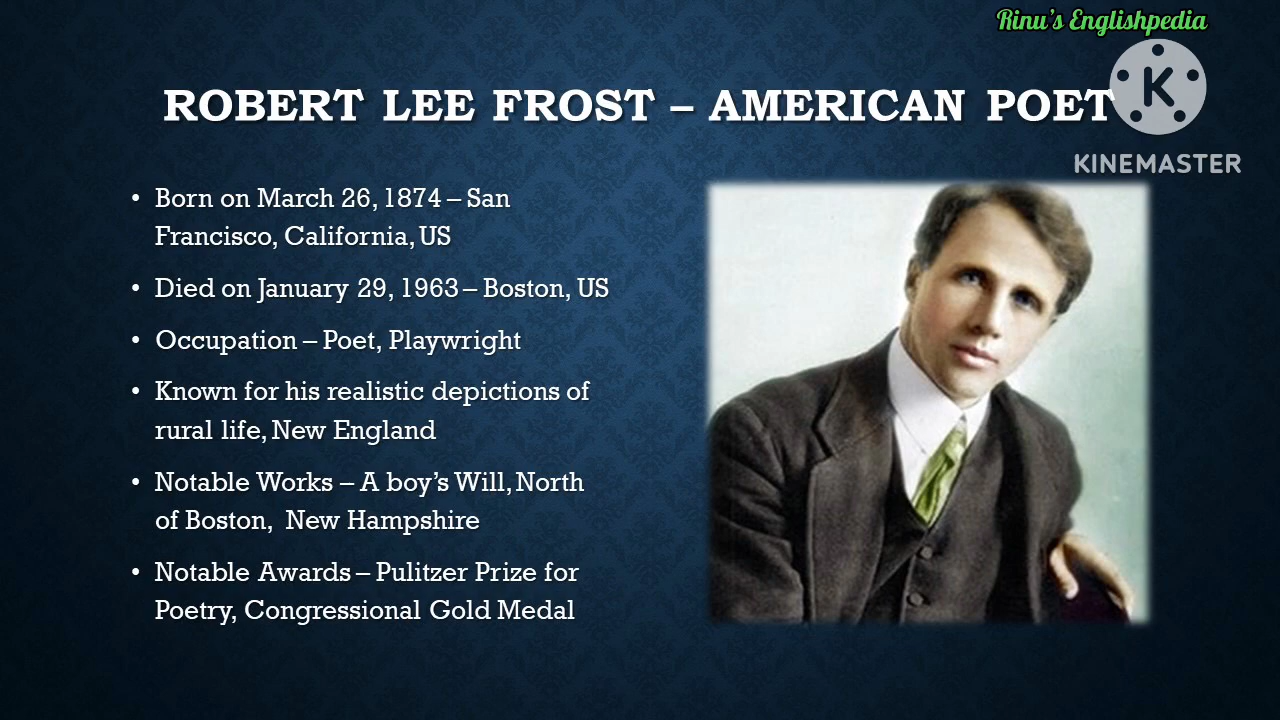 Rinu's Englishpedia
K
KINEMASTER
ROBERT LEE FROST – AMERICAN POET
• Born on March 26, 1874 – San
Francisco, California, US
• Died on January 29, 1963 – Boston, US
• Occupation – Poet, Playwright
• Known for his realistic depictions of
rural life, New England
• Notable Works – A boy's Will, North
of Boston,  New Hampshire
• Notable Awards – Pulitzer Prize for
Poetry, Congressional Gold Medal